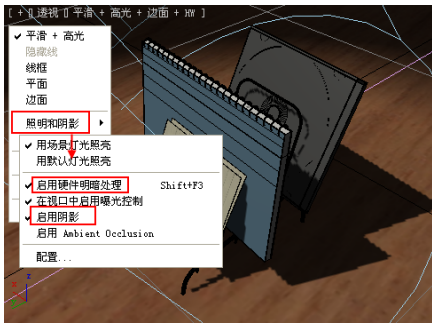 [ + 0 透视 0 平滑 + 高光 + 边面 + HW ]
平滑 + 高光
隐藏线
线框
平面
边面
照明和阴影
用场景灯光照亮
用默认灯光照亮
启用硬件明暗处理 Shift+F3
在视口中启用曝光控制
启用阴影
启用 Ambient Occlusion
配置...
z